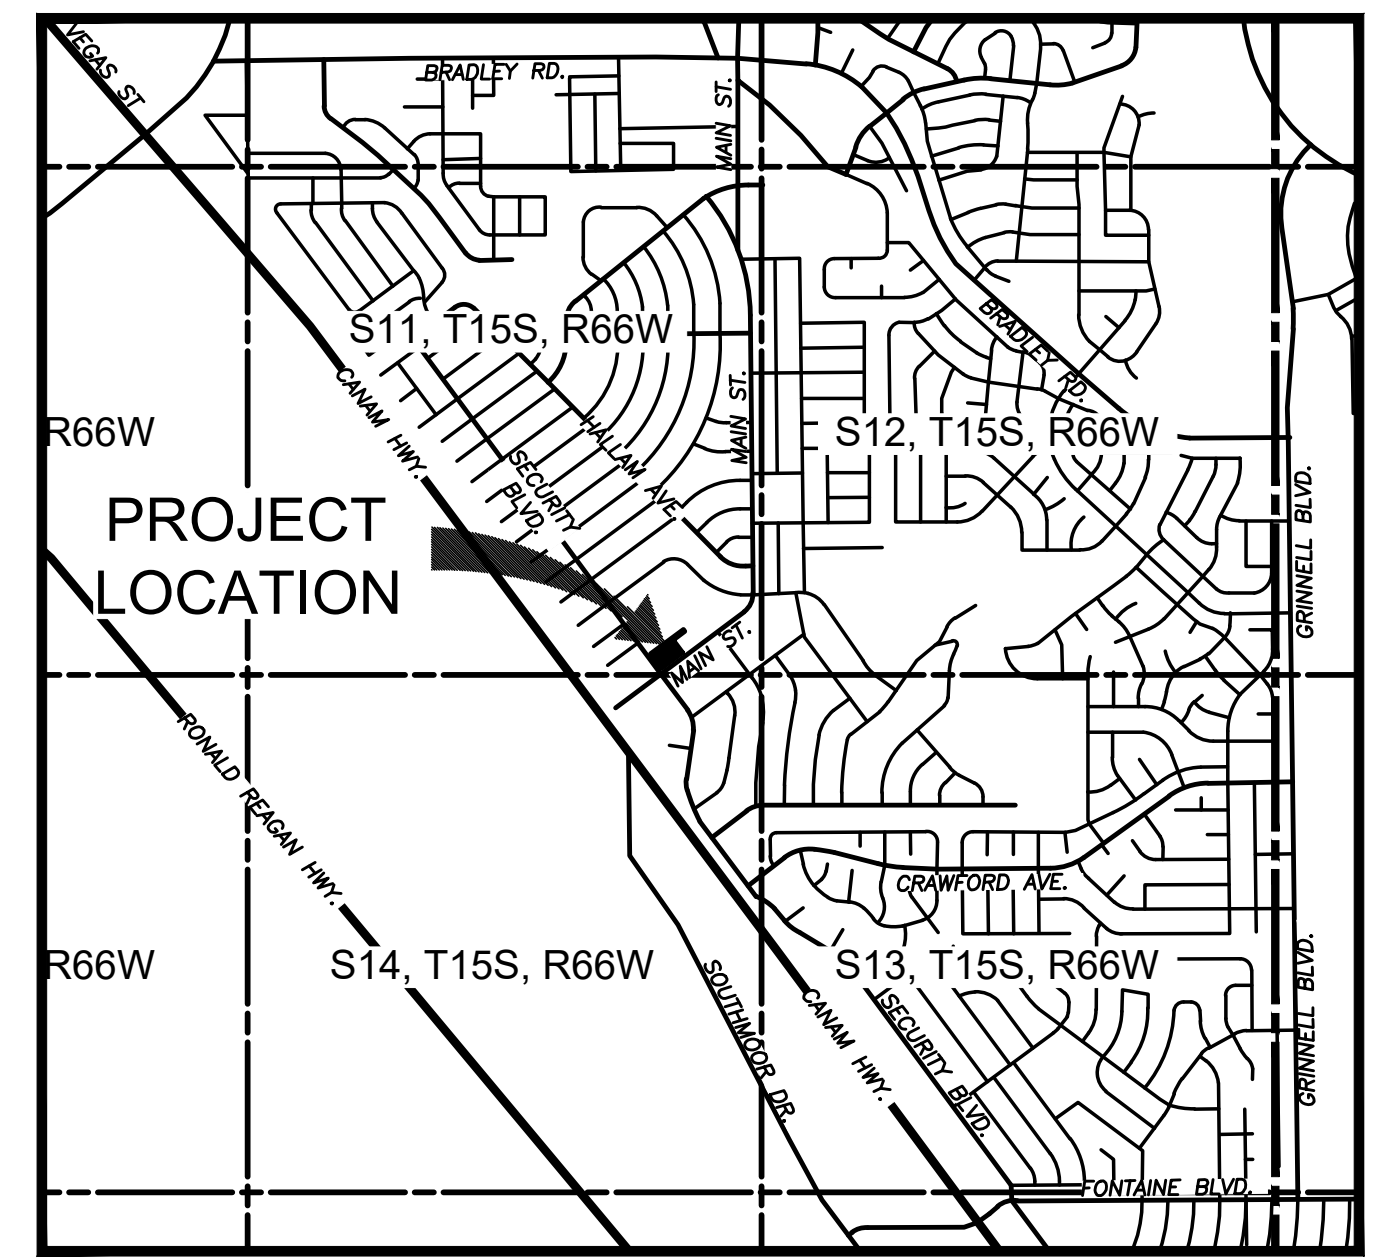 VEGAS ST
BRADLEY RD.
MAIN ST.
S11, T15S, R66W
BRADLEY RD.
CANAM HWY.
MAIN ST.
R66W
HALLAM AVE.
S12, T15S, R66W
SECURITY
BLVD.
GRINNELL BLVD.
PROJECT
LOCATION
MAIN ST.
RONALD REAGAN HWY.
CRAWFORD AVE.
R66W
S14, T15S, R66W
S13, T15S, R66W
SOUTHMOOR DR.
CANAM HWY.
SECURITY BLVD.
GRINNELL BLVD.
FONTAINE BLVD.